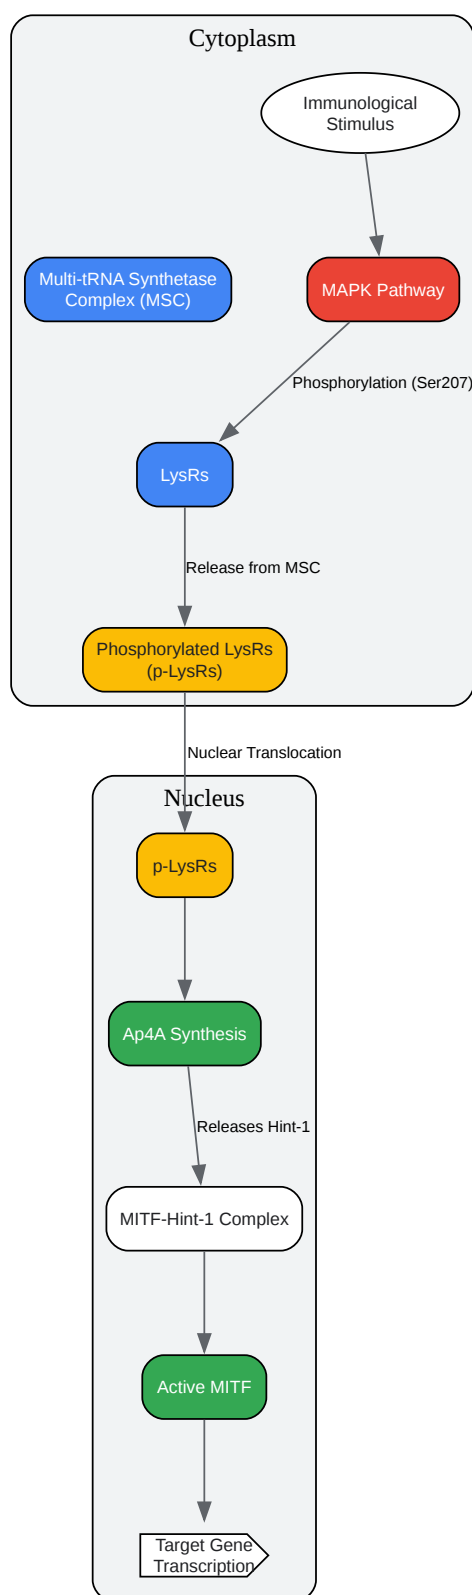 Cytoplasm
Immunological
Stimulus
Multi-tRNA Synthetase
Complex (MSC)
MAPK Pathway
Phosphorylation (Ser207)
LysRs
Release from MSC
Phosphorylated LysRs
(p-LysRs)
Nuclear Translocation
Nucleus
p-LysRs
Ap4A Synthesis
Releases Hint-1
MITF-Hint-1 Complex
Active MITF
Target Gene
Transcription